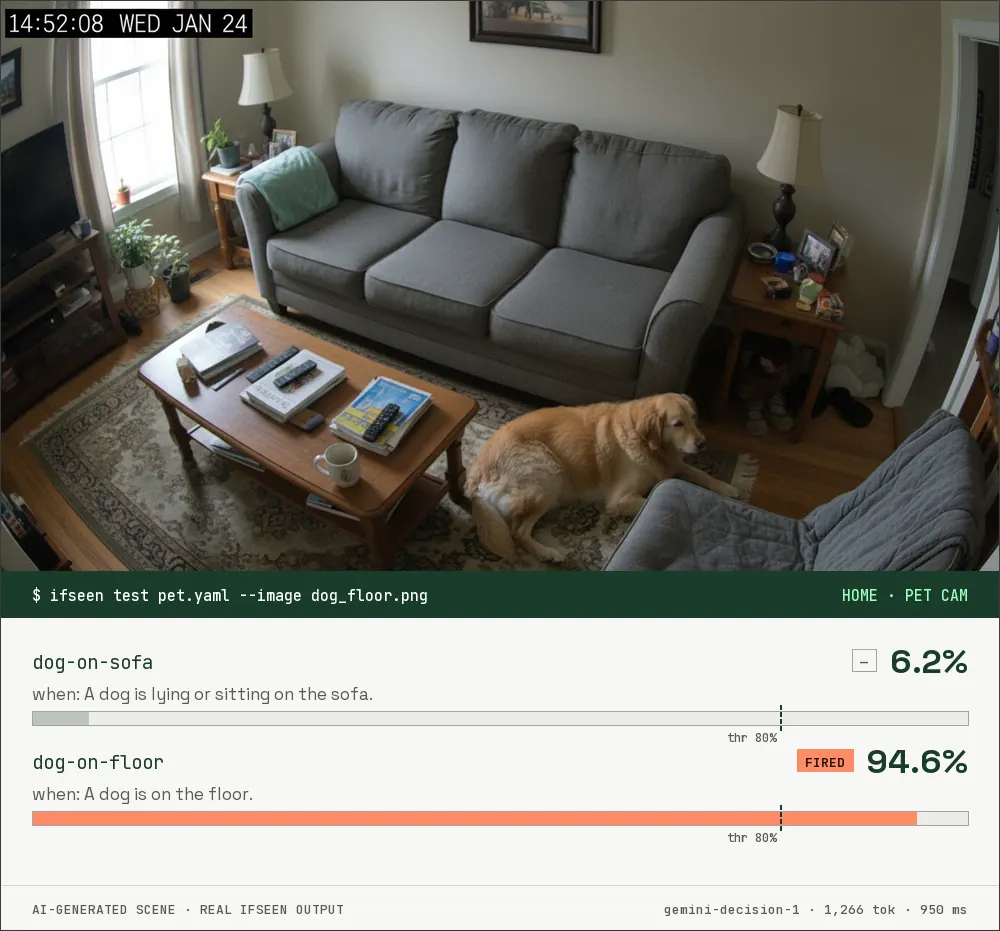 14:52:08 WED JAN 24
$ ifseen test pet.yaml --image dog_floor.png
HOME · PET CAM
dog-on-sofa
– 6.2%
when: A dog is lying or sitting on the sofa.
thr 80%
dog-on-floor
FIRED 94.6%
when: A dog is on the floor.
thr 80%
AI-GENERATED SCENE · REAL IFSEEN OUTPUT
gemini-decision-1 · 1,266 tok · 950 ms